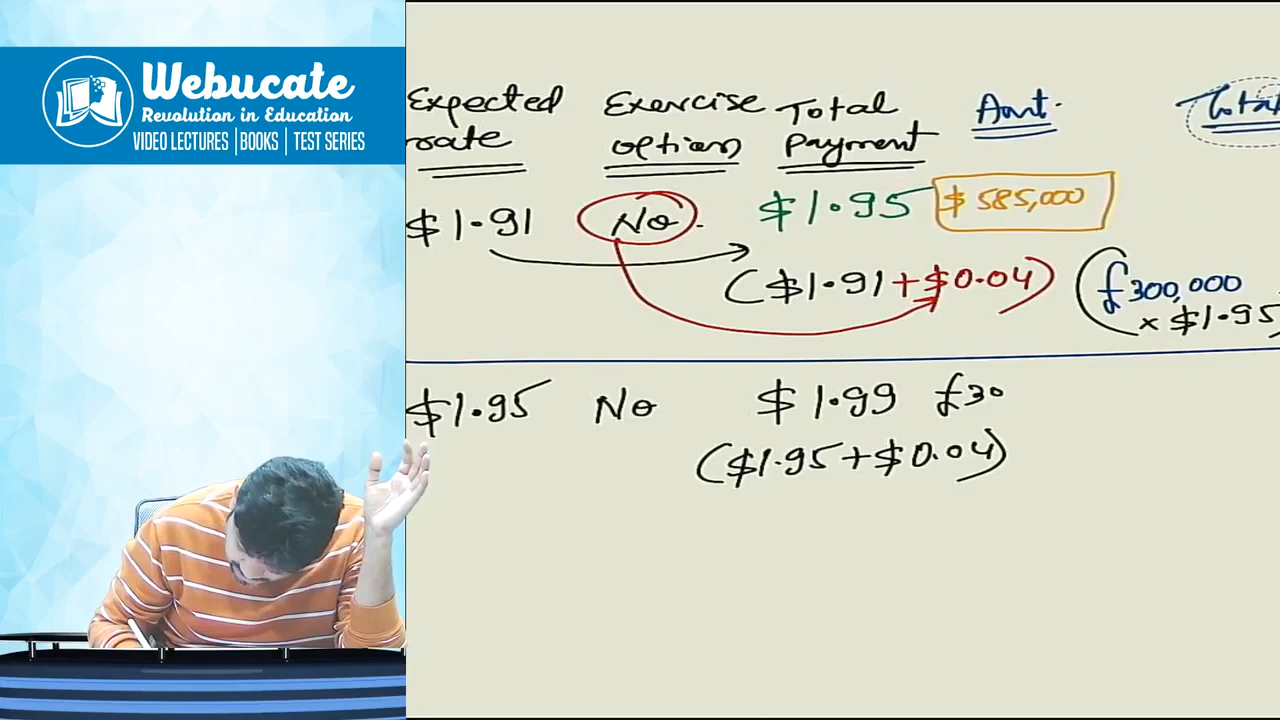 Webucate
Revolution in Education
VIDEO LECTURES | BOOKS | TEST SERIES
Expected Exercise Total Amt. Total
rate option Payment
$1.91 No. $1.95 $585,000
($1.91+$0.04) (£300,000
x $1.95
$1.95 No $1.99 £30
($1.95+$0.04)